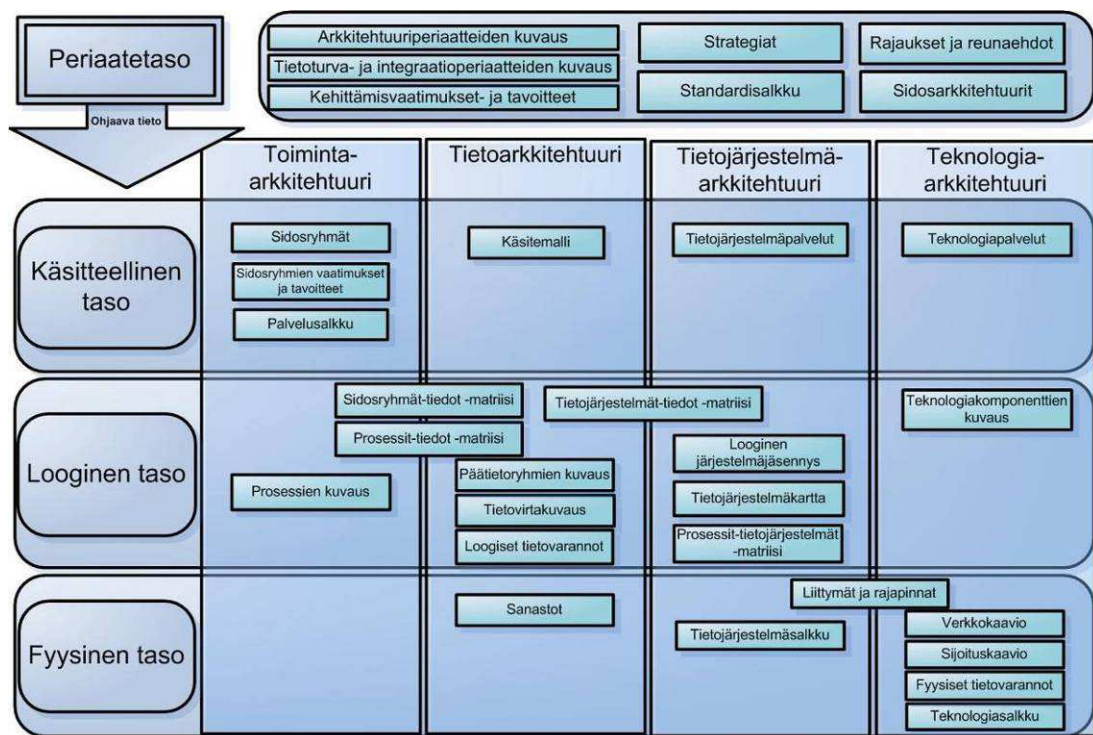 Periaatetaso
Ohjaava tieto
Arkkitehtuuriperiaatteiden kuvaus
Tietoturva- ja integraatioperiaatteiden kuvaus
Kehittämisvaatimukset- ja tavoitteet
Strategiat
Standardisalkku
Rajaukset ja reunaehdot
Sidosarkkitehtuurit
Toiminta-
arkkitehtuuri
Tietoarkkitehtuuri
Tietojärjestelmä-
arkkitehtuuri
Teknologia-
arkkitehtuuri
Käsitteellinen
taso
Sidosryhmät
Sidosryhmien vaatimukset
ja tavoitteet
Palvelusalkku
Käsitemalli
Tietojärjestelmäpalvelut
Teknologiapalvelut
Looginen taso
Sidosryhmät-tiedot -matriisi
Prosessit-tiedot -matriisi
Prosessien kuvaus
Päätietoryhmien kuvaus
Tietovirtakuvaus
Loogiset tietovarannot
Tietojärjestelmät-tiedot -matriisi
Looginen
järjestelmäjäsennys
Tietojärjestelmäkartta
Prosessit-tietojärjestelmät
-matriisi
Teknologiakomponenttien
kuvaus
Fyysinen taso
Sanastot
Tietojärjestelmäsalkku
Liittymät ja rajapinnat
Verkkokaavio
Sijoituskaavio
Fyysiset tietovarannot
Teknologiasalkku